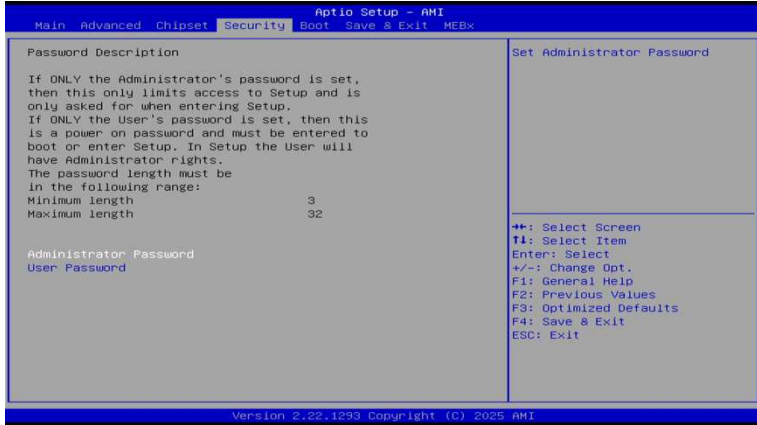 Aptio Setup - AMI
Main Advanced Chipset Security Boot Save & Exit MEBx
Password Description
If ONLY the Administrator's password is set,
then this only limits access to Setup and is
only asked for when entering Setup.
If ONLY the User's password is set, then this
is a power on password and must be entered to
boot or enter Setup. In Setup the User will
have Administrator rights.
The password length must be
in the following range:
Minimum length 3
Maximum length 32
Administrator Password
User Password
Set Administrator Password
→←: Select Screen
↑↓: Select Item
Enter: Select
+/-: Change Opt.
F1: General Help
F2: Previous Values
F3: Optimized Defaults
F4: Save & Exit
ESC: Exit
Version 2.22.1293 Copyright (C) 2025 AMI